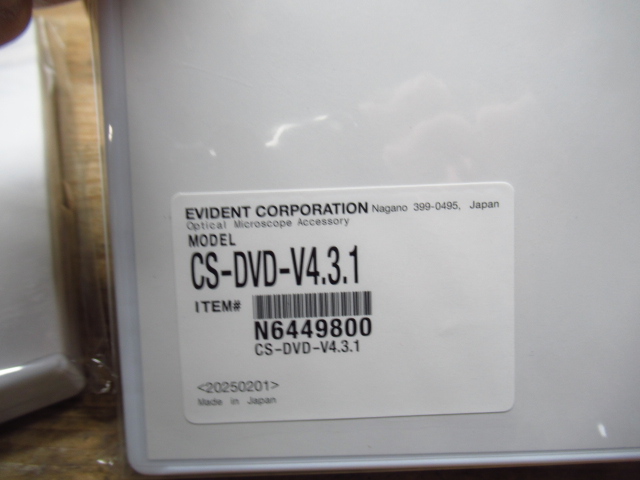 EVIDENT CORPORATION Nagano 399-0495, Japan
Optical Microscope Accessory
MODEL
CS-DVD-V4.3.1
ITEM#
N6449800
CS-DVD-V4.3.1
<20250201>
Made in Japan